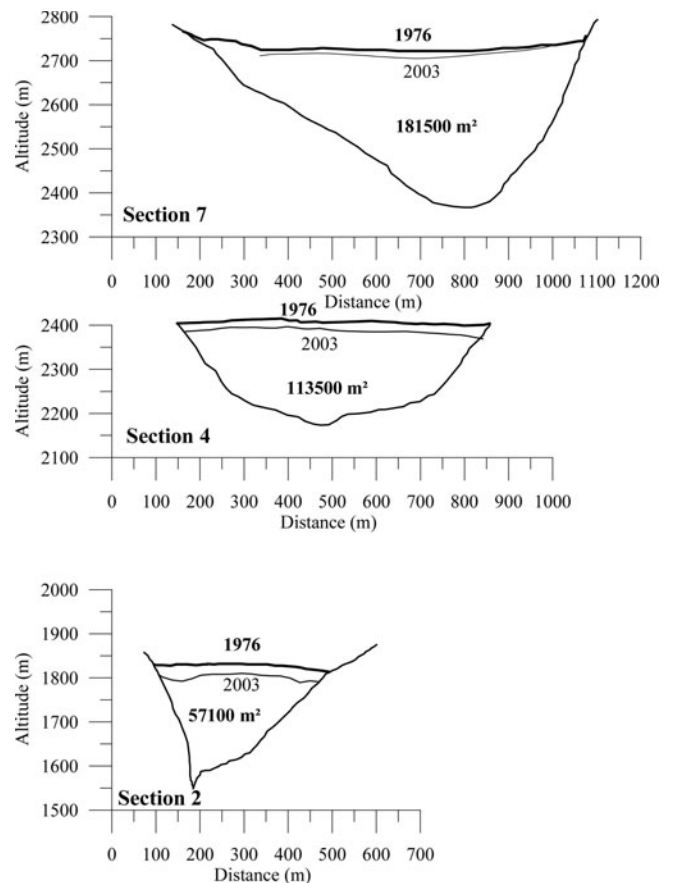 2800
2700
2600
2500
2400
2300
Altitude (m)
1976
2003
181500 m²
Section 7
0 100 200 300 400 500 600 700 800 900 1000 1100 1200
Distance (m)
2400
2300
2200
2100
Altitude (m)
1976
2003
113500 m²
Section 4
0 100 200 300 400 500 600 700 800 900 1000
Distance (m)
2000
1900
1800
1700
1600
1500
Altitude (m)
1976
2003
57100 m²
Section 2
0 100 200 300 400 500 600 700
Distance (m)